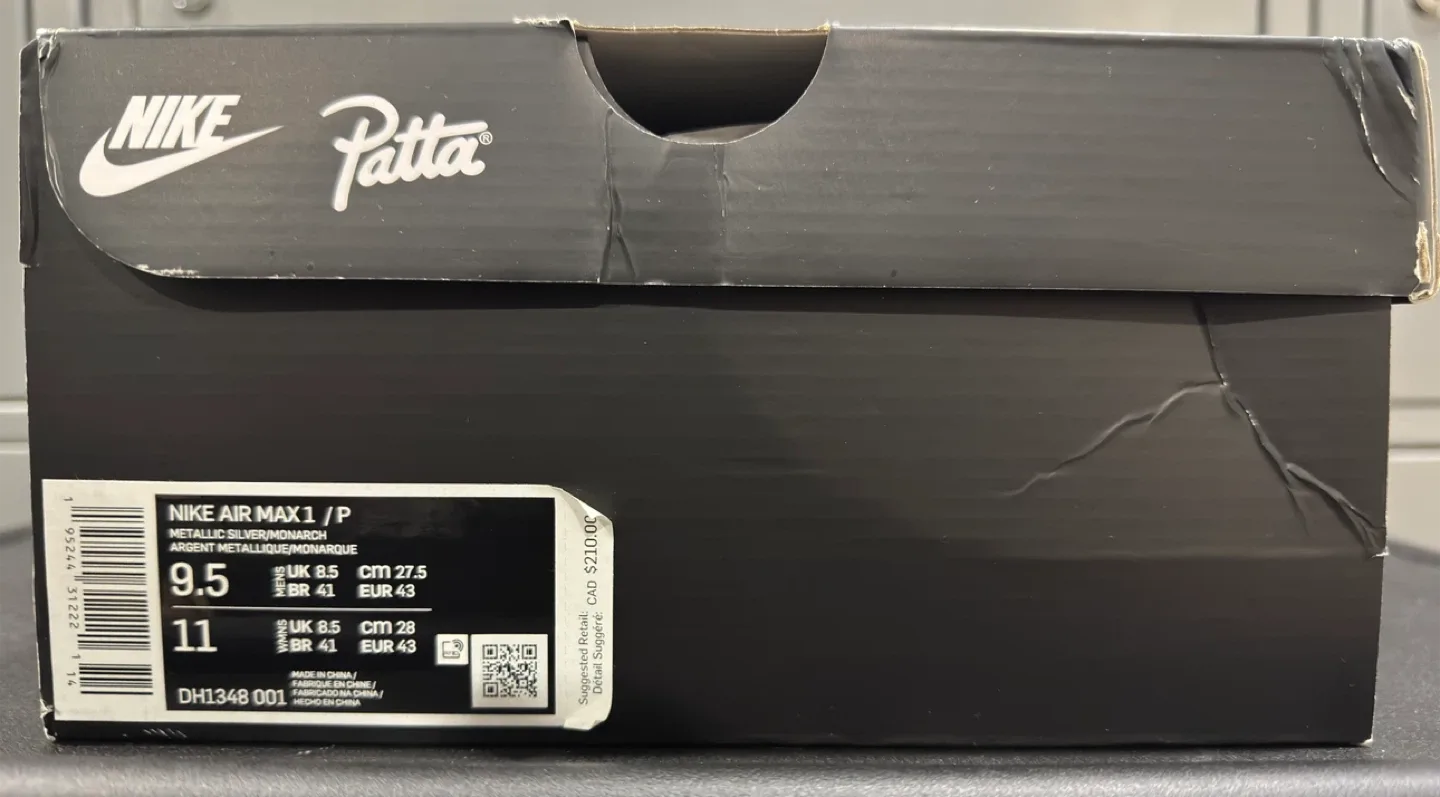 NIKE
Patta®
NIKE AIR MAX 1 / P
METALLIC SILVER/MONARCH
ARGENT METALLIQUE/MONARQUE
9.5 MENS UK 8.5 CM 27.5
BR 41 EUR 43
11 WMNS UK 8.5 CM 28
BR 41 EUR 43
DH1348 001
MADE IN CHINA /
FABRIQUE EN CHINE /
FABRICADO NA CHINA /
HECHO EN CHINA
1 95244 31222 1 14
Suggested Retail: CAD $210.00
Détail Suggéré: